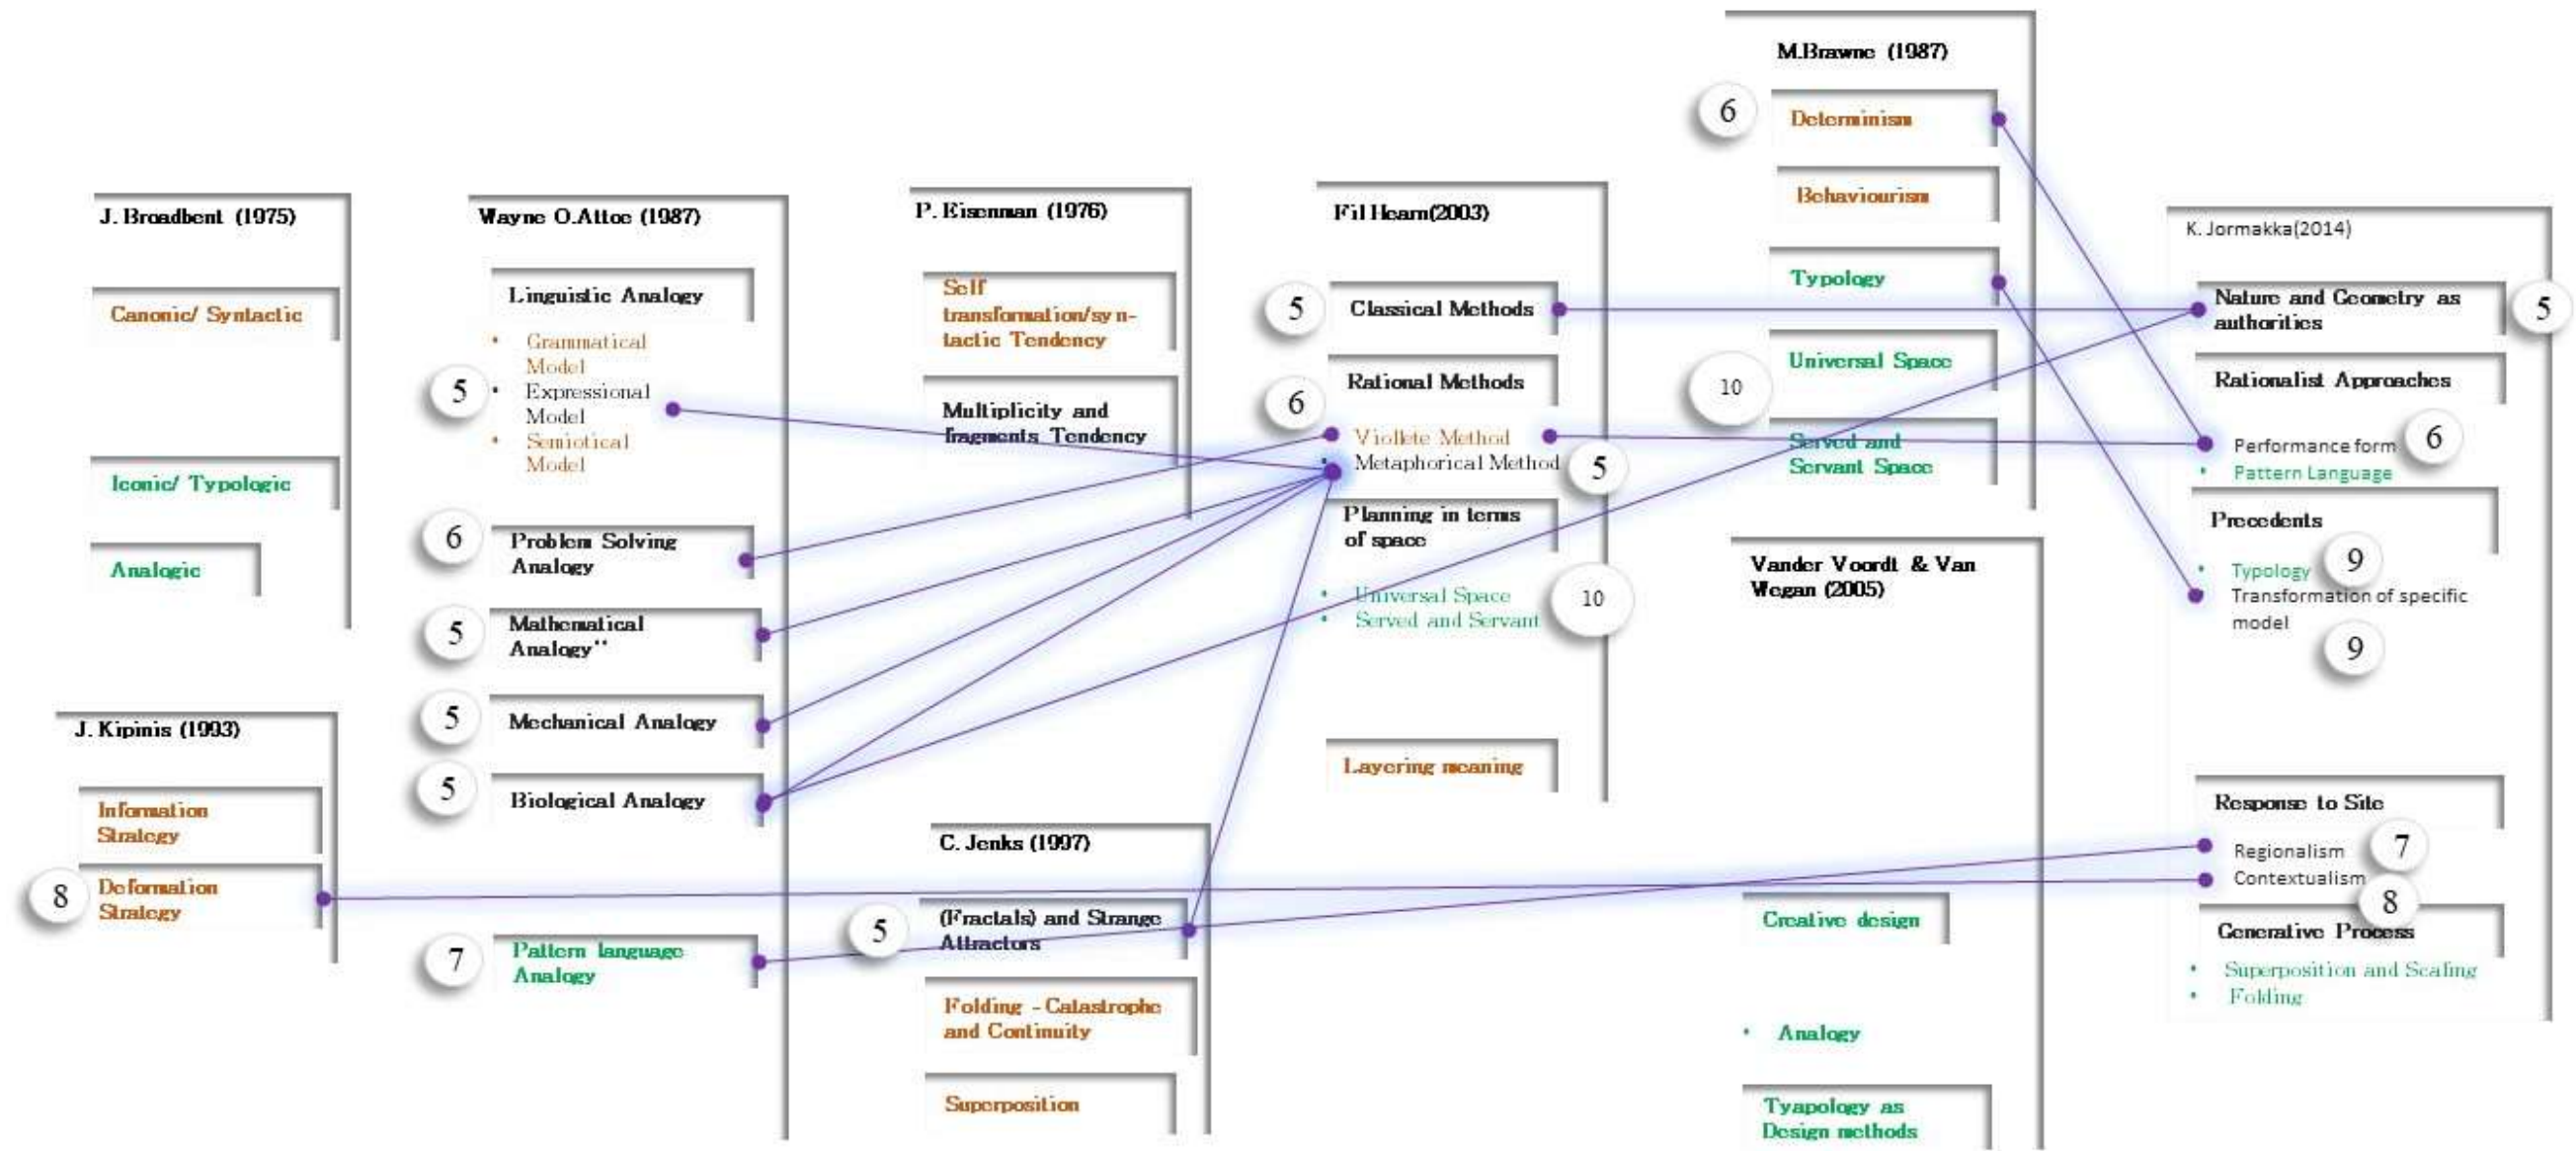 J. Broadbent (1975)
Canonic/ Syntactic
Iconic/ Typologic
Analogic
J. Kipinis (1993)
Information
Strategy
8
Deformation
Strategy
Wayne O.Attoe (1987)
Linguistic Analogy
• Grammatical
Model
5
• Expressional
Model
• Semiotical
Model
6
Problem Solving
Analogy
5
Mathematical
Analogy¨
5
Mechanical Analogy
5
Biological Analogy
7
Pattern language
Analogy
P. Eisenman (1976)
Self
transformation/syn-
tactic Tendency
Multiplicity and
fragments Tendency
C. Jenks (1997)
5
(Fractals) and Strange
Attractors
Folding - Catastrophe
and Continuity
Superposition
Fil Hearn(2003)
5
Classical Methods
Rational Methods
6
Viollete Method
• Metaphorical Method
5
Planning in terms
of space
• Universal Space
• Served and Servant
10
Layering meaning
M.Brawne (1987)
6
Determinism
Behaviourism
Typology
10
Universal Space
Served and
Servant Space
Vander Voordt & Van
Wegan (2005)
Creative design
• Analogy
Tyapology as
Design methods
K. Jormakka(2014)
Nature and Geometry as
authorities
5
Rationalist Approaches
Performance form
6
• Pattern Language
Precedents
• Typology
9
Transformation of specific
model
9
Response to Site
Regionalism
7
Contextualism
8
Generative Process
• Superposition and Scaling
• Folding